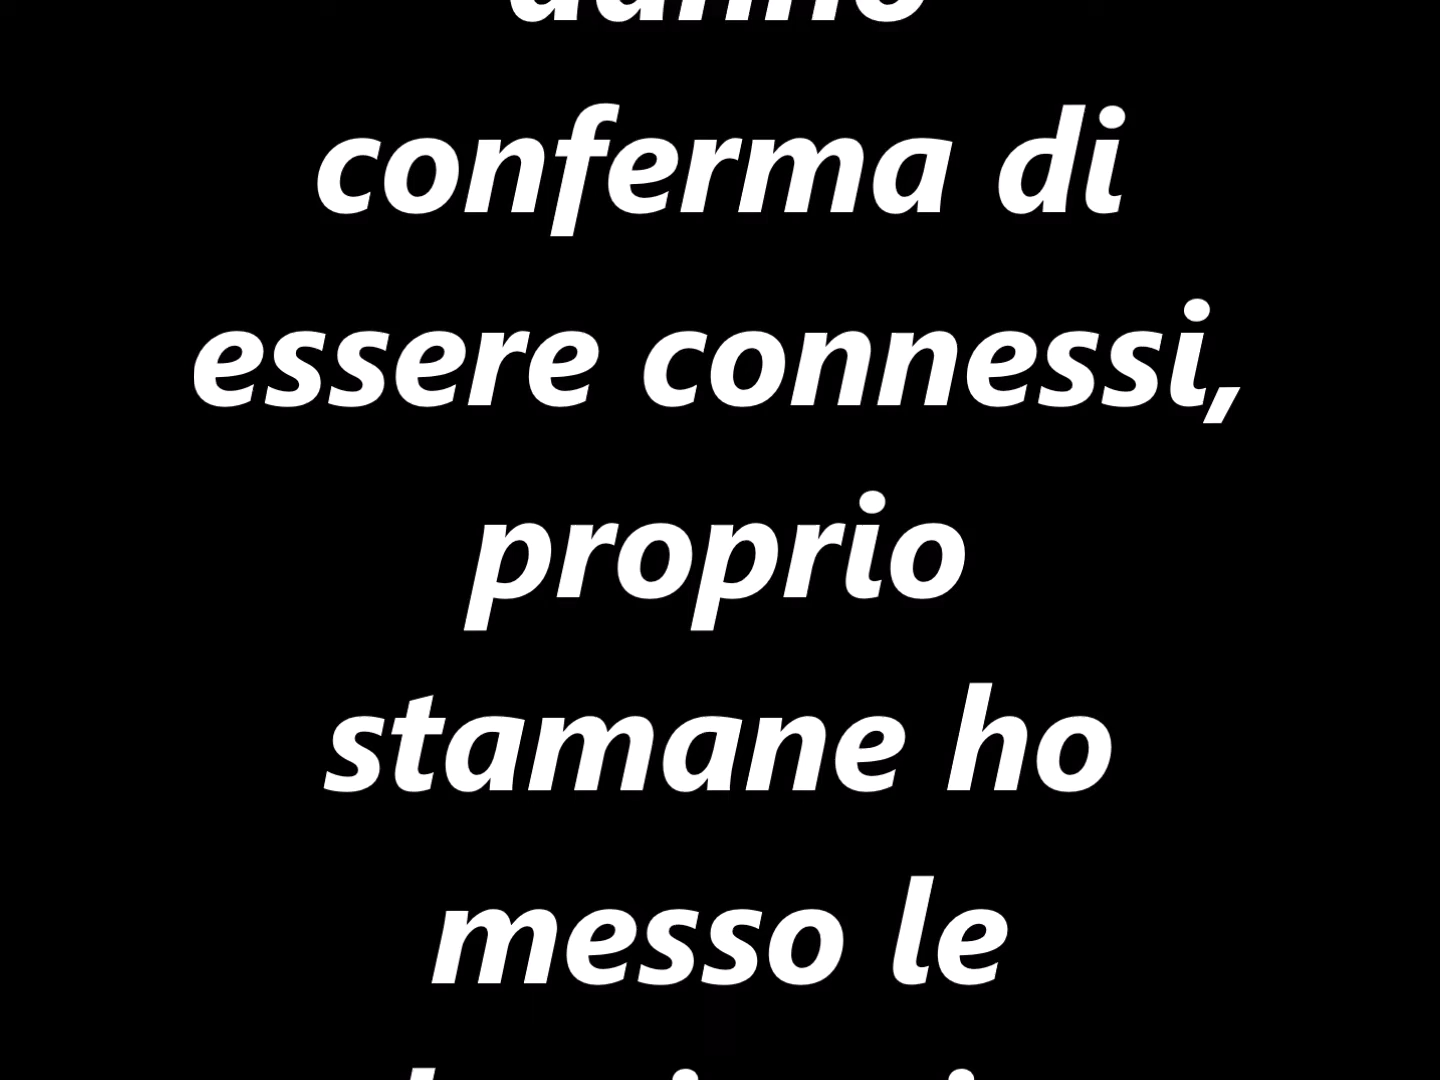 conferma di
essere connessi,
proprio
stamane ho
messo le